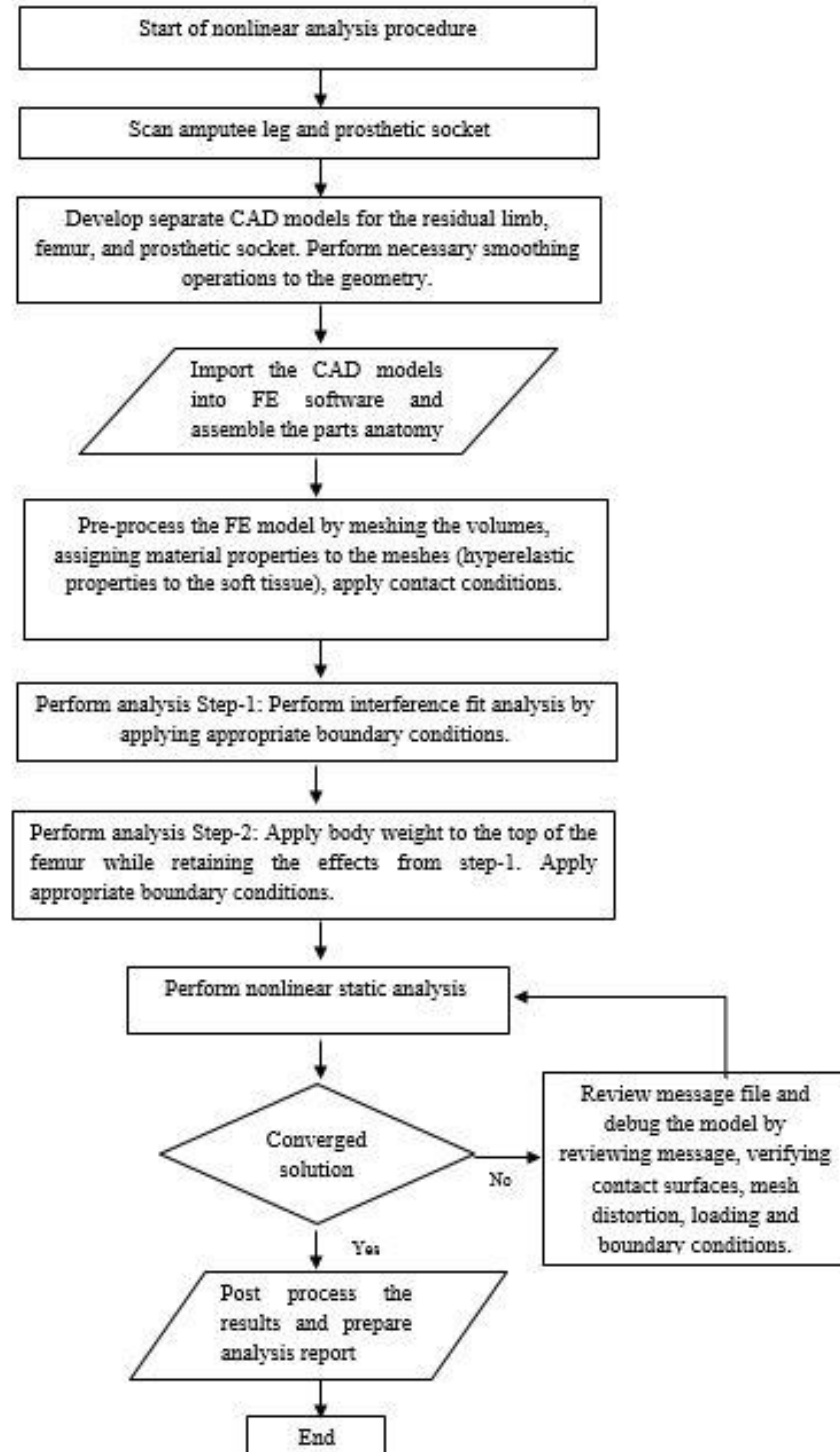 Start of nonlinear analysis procedure
Scan amputee leg and prosthetic socket
Develop separate CAD models for the residual limb,
femur, and prosthetic socket. Perform necessary smoothing
operations to the geometry.
Import the CAD models
into FE software and
assemble the parts anatomy
Pre-process the FE model by meshing the volumes,
assigning material properties to the meshes (hyperelastic
properties to the soft tissue), apply contact conditions.
Perform analysis Step-1: Perform interference fit analysis by
applying appropriate boundary conditions.
Perform analysis Step-2: Apply body weight to the top of the
femur while retaining the effects from step-1. Apply
appropriate boundary conditions.
Perform nonlinear static analysis
Converged
solution
No
Review message file and
debug the model by
reviewing message, verifying
contact surfaces, mesh
distortion, loading and
boundary conditions.
Yes
Post process the
results and prepare
analysis report
End